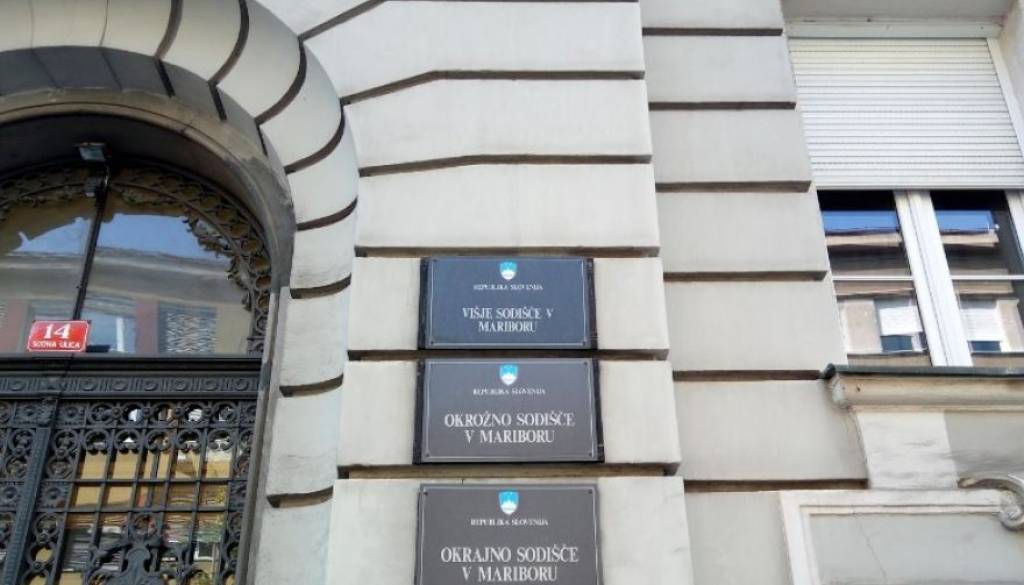 14
SODNA ULICA
REPUBLIKA SLOVENIJA
VIŠJE SODIŠČE V
MARIBORU
REPUBLIKA SLOVENIJA
OKROŽNO SODIŠČE
V MARIBORU
REPUBLIKA SLOVENIJA
OKRAJNO SODIŠČE
V MARIBORU